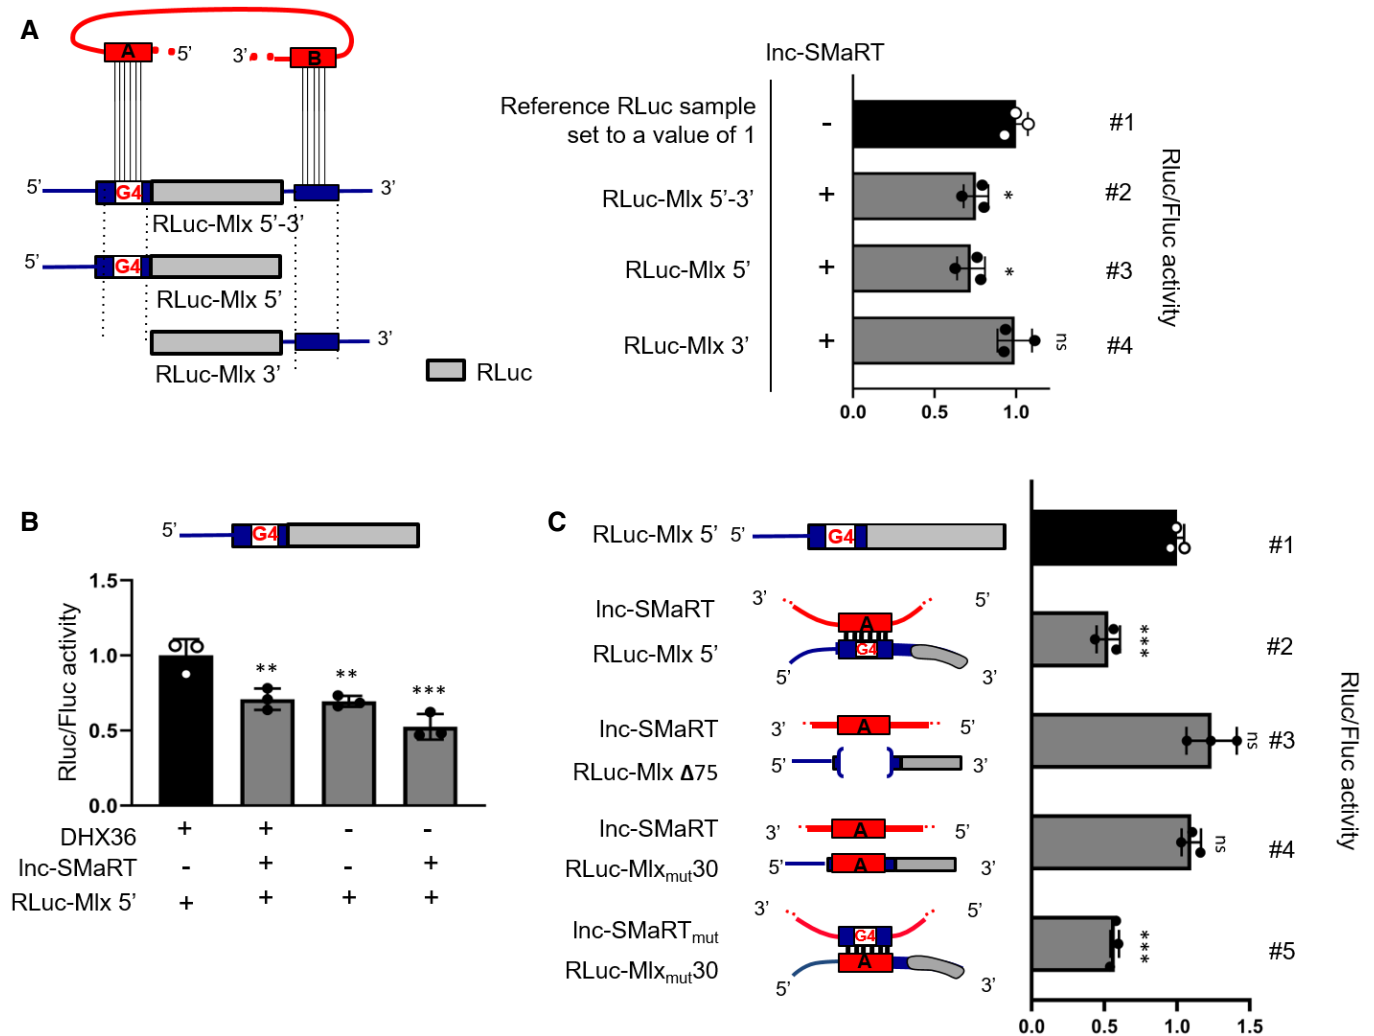 A
A
5’
3’
B
5’
G4
3’
RLuc-Mlx 5’-3’
5’
G4
RLuc-Mlx 5’
3’
RLuc-Mlx 3’
RLuc
lnc-SMaRT
Reference RLuc sample
set to a value of 1
-
#1
RLuc-Mlx 5’-3’
+
*
#2
RLuc-Mlx 5’
+
*
#3
RLuc-Mlx 3’
+
ns
#4
0.0 0.5 1.0
Rluc/Fluc activity
B
5’
G4
Rluc/Fluc activity
1.5
1.0
0.5
0.0
** ** ***
DHX36 + + - -
lnc-SMaRT - + - +
RLuc-Mlx 5’ + + + +
C
RLuc-Mlx 5’
5’
G4
#1
lnc-SMaRT
3’
5’
A
RLuc-Mlx 5’
G4
5’
3’
***
#2
lnc-SMaRT
3’
A
5’
RLuc-Mlx Δ75
5’
3’
ns
#3
lnc-SMaRT
3’
A
5’
RLuc-Mlxmut30
5’
A
3’
ns
#4
lnc-SMaRTmut
3’
G4
5’
RLuc-Mlxmut30
A
5’
3’
***
#5
0.0 0.5 1.0 1.5
Rluc/Fluc activity